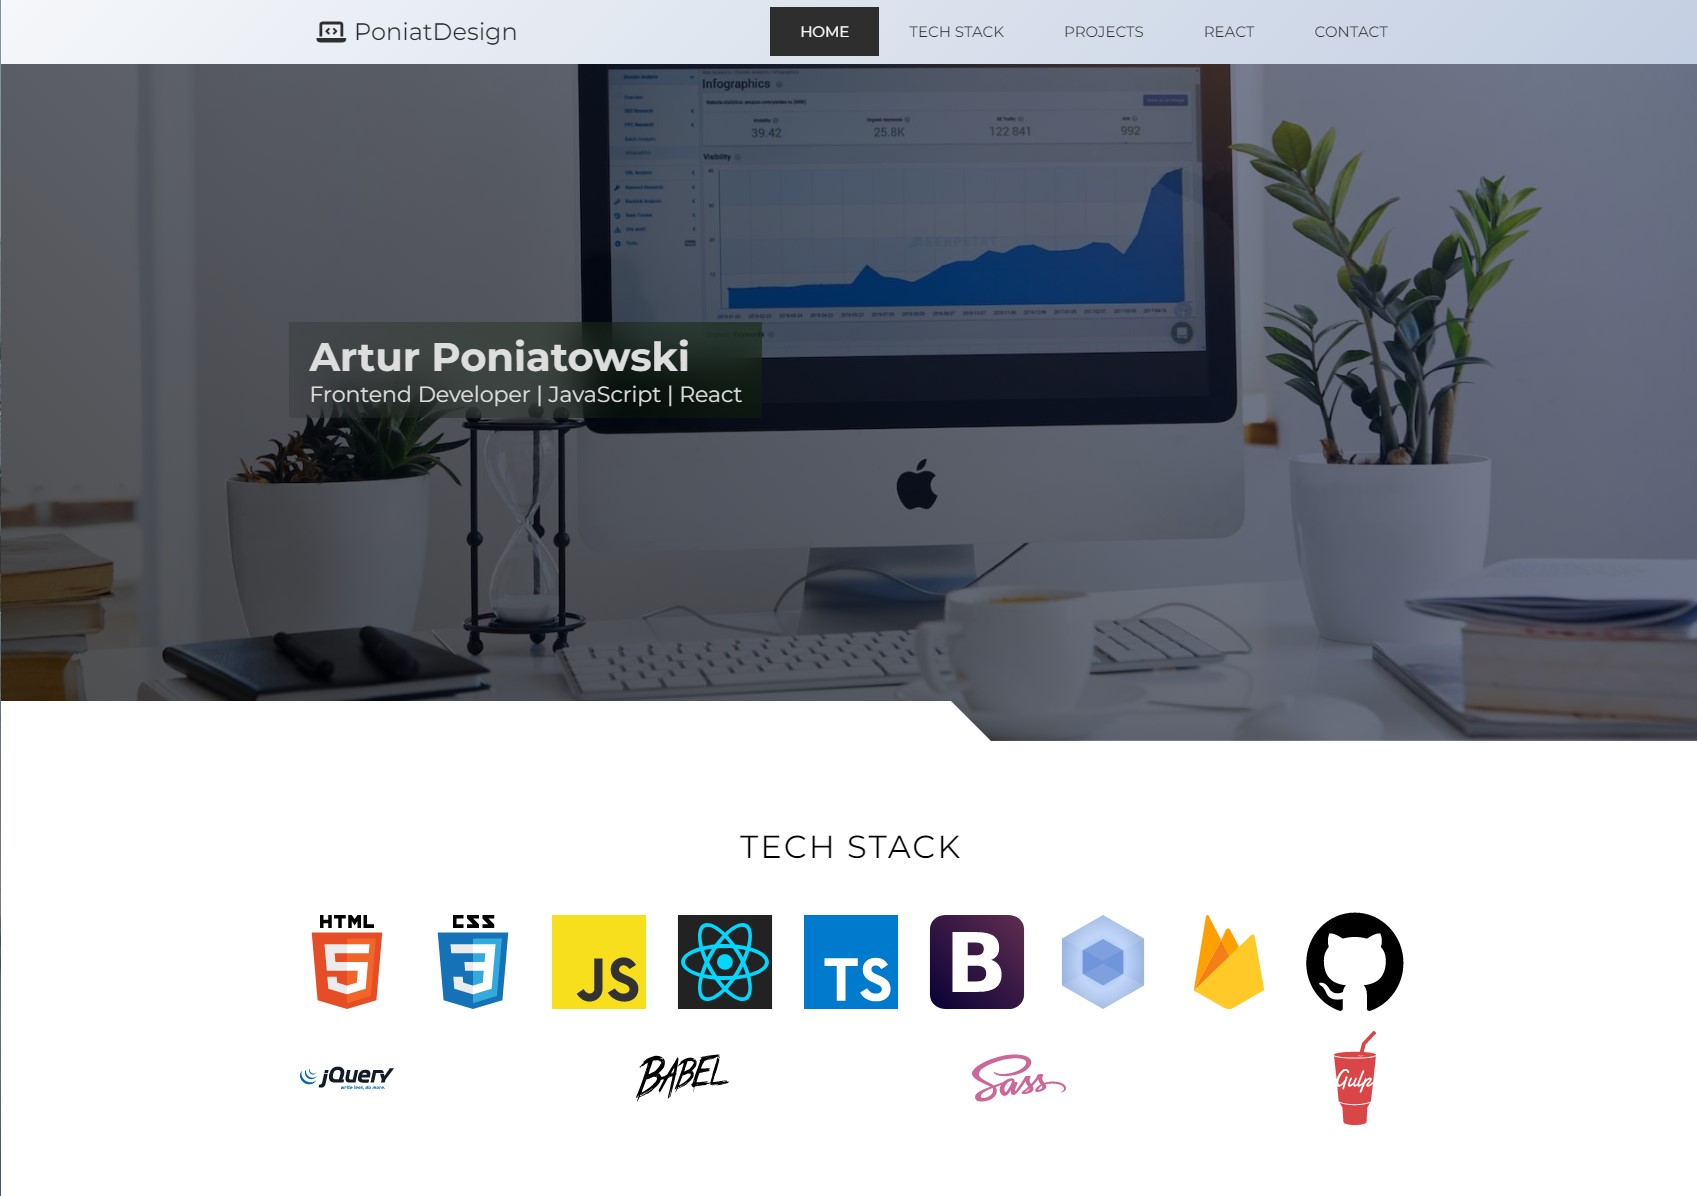 PoniatDesign
HOME TECH STACK PROJECTS REACT CONTACT
Infographics
39.42 25.8K 122 841 992
Visibility
Artur Poniatowski
Frontend Developer | JavaScript | React
TECH STACK
HTML
5
CSS
3
JS
TS
B
jQuery
write less, do more.
BABEL
Sass
Gulp